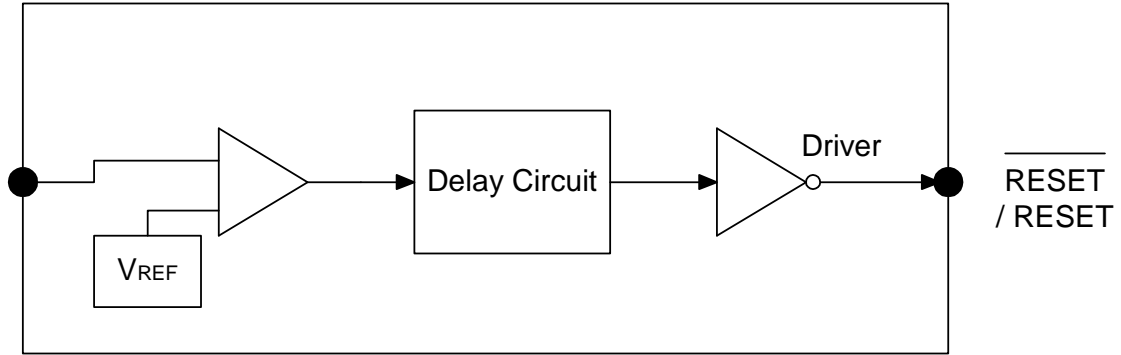 Driver
Delay Circuit
RESET
/ RESET
VREF